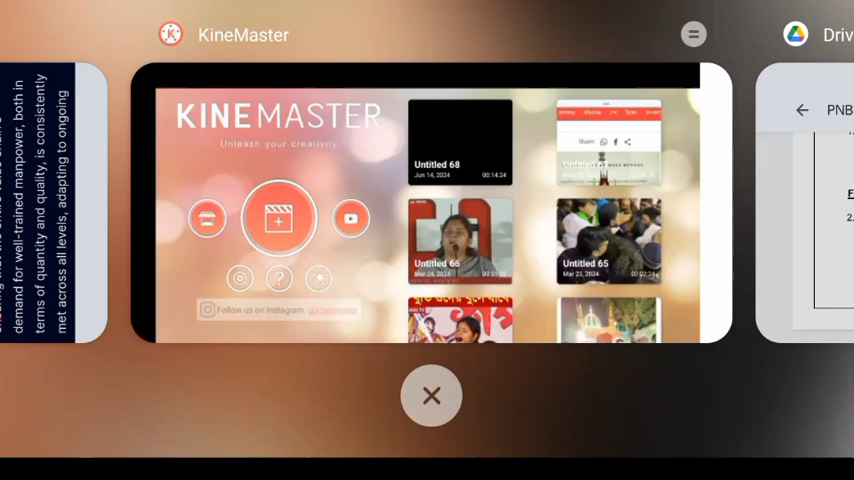 KineMaster
Driv
PNB
demand for well-trained manpower, both in
terms of quantity and quality, is consistently
met across all levels, adapting to ongoing
KINEMASTER
Unleash your creativity
Untitled 68
Jun 14, 2024 00:14:24
Share:
Untitled 66
Mar 24, 2024
Untitled 65
Mar 23, 2024 00:02:24
Follow us on Instagram. @kinemaster
F
2.